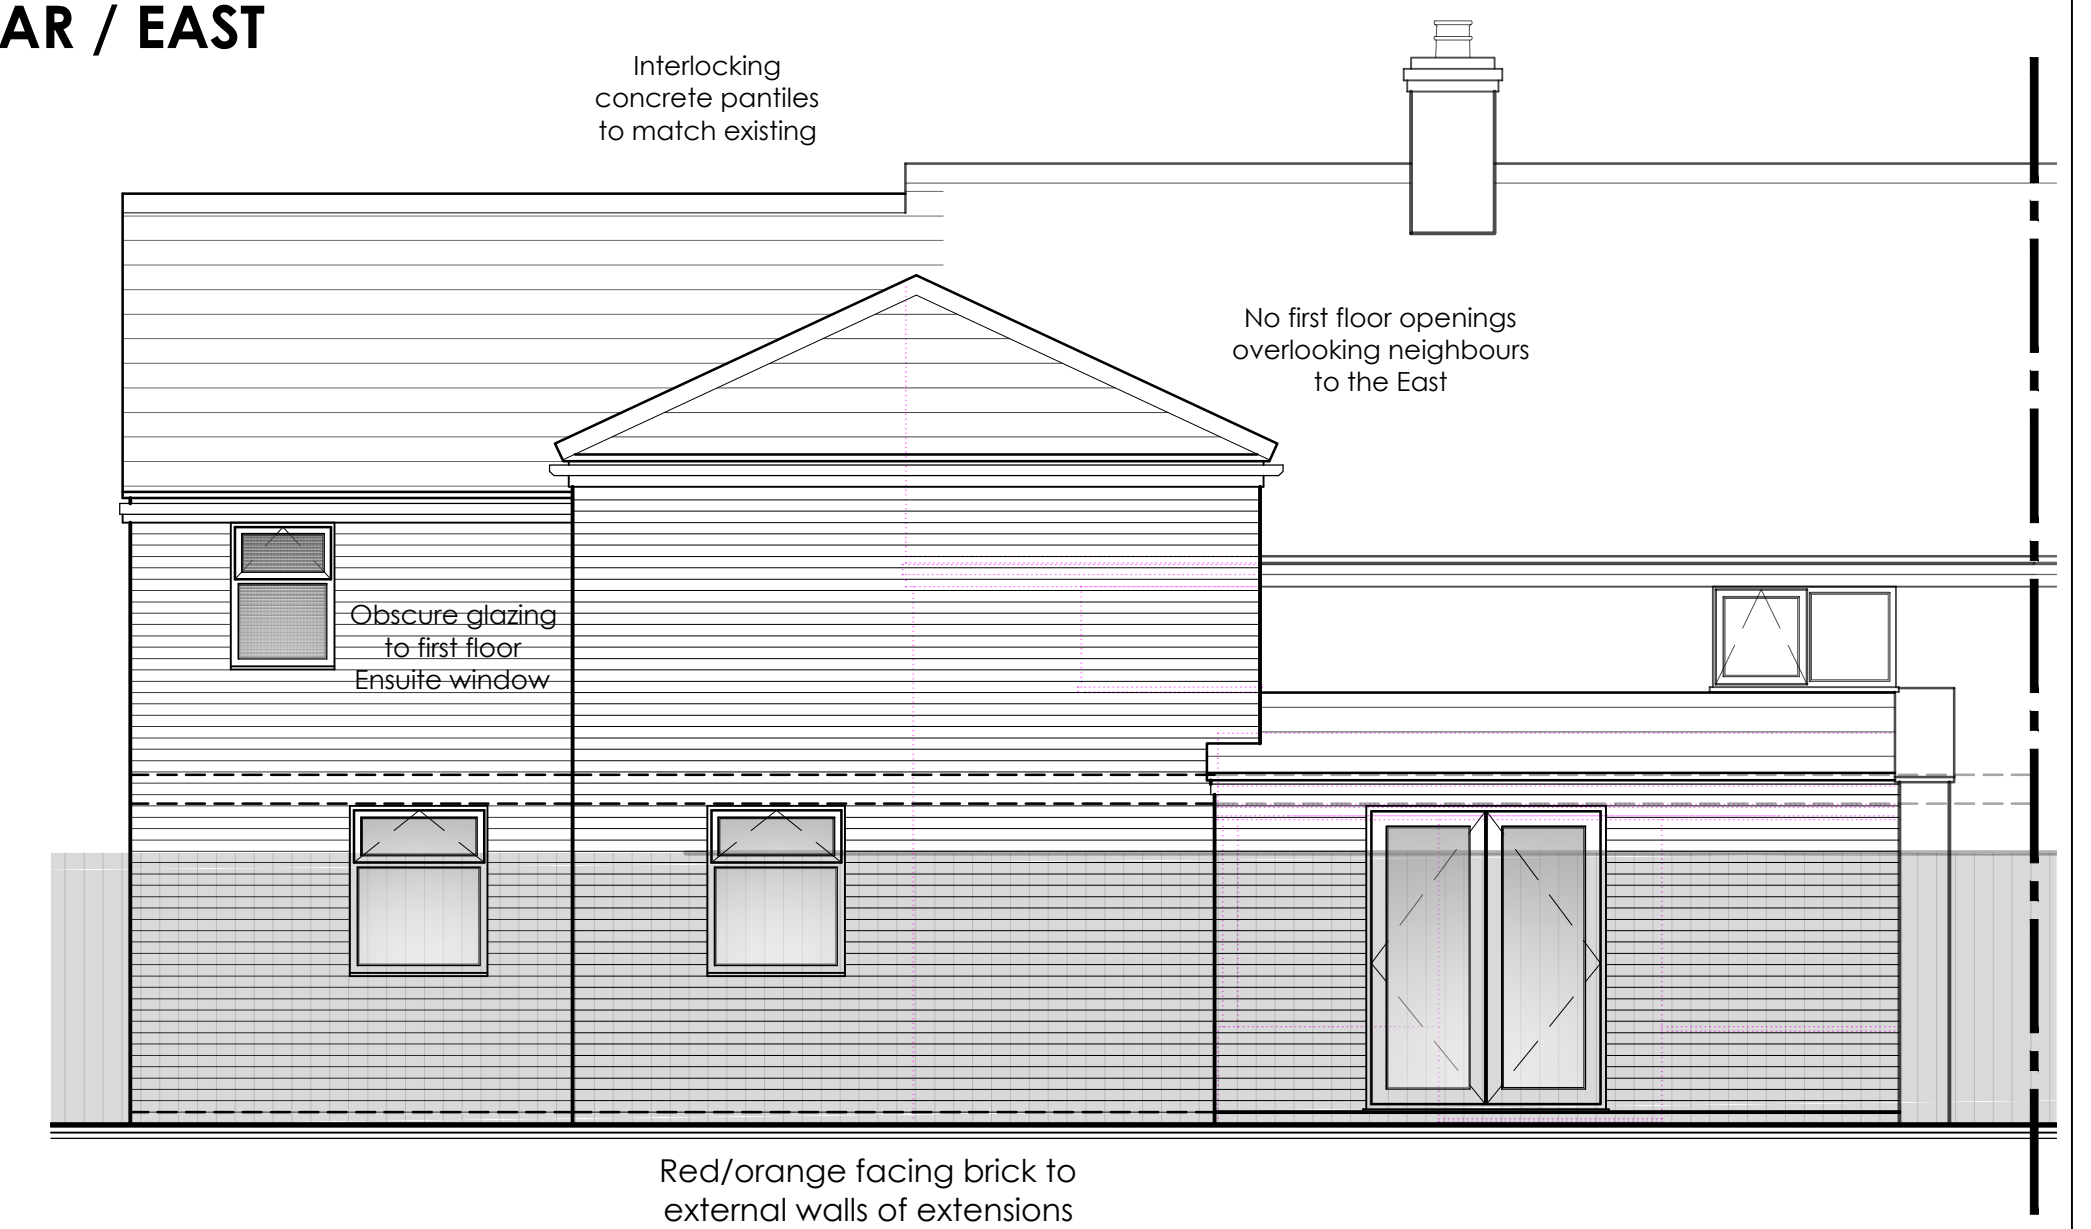 AR / EAST
Interlocking
concrete pantiles
to match existing
No first floor openings
overlooking neighbours
to the East
Obscure glazing
to first floor
Ensuite window
Red/orange facing brick to
external walls of extensions